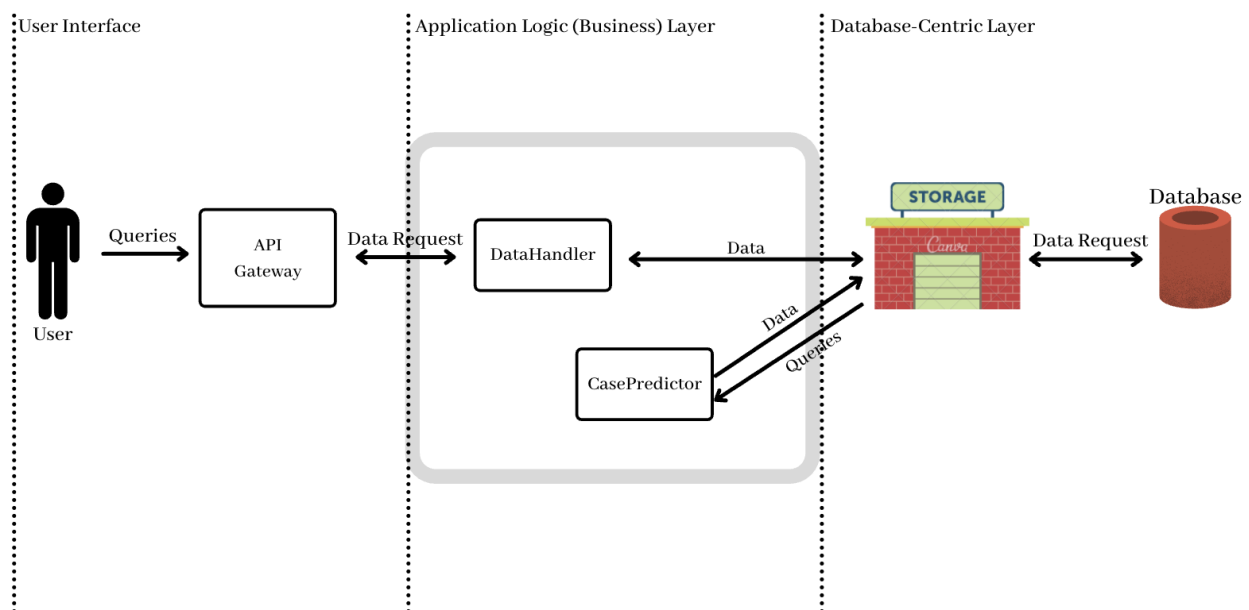 User Interface
Application Logic (Business) Layer
Database-Centric Layer
Queries
API
Gateway
Data Request
DataHandler
Data
STORAGE
Canva
Data Request
Database
User
Data
Queries
CasePredictor